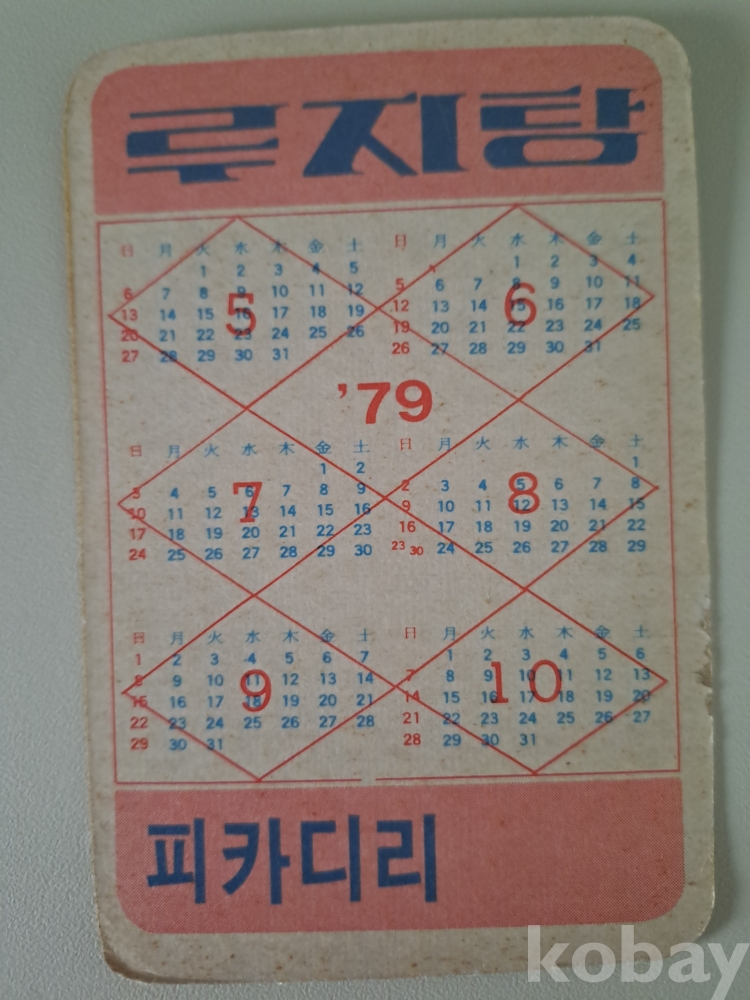 루지탕
5
日 月 火 水 木 金 土
1 2 3 4 5
6 7 8 9 10 11 12
13 14 15 16 17 18 19
20 21 22 23 24 25 26
27 28 29 30 31
6
日 月 火 水 木 金 土
1 2 3 4
5 6 7 8 9 10 11
12 13 14 15 16 17 18
19 20 21 22 23 24 25
26 27 28 29 30 31
'79
7
日 月 火 水 木 金 土
1 2
3 4 5 6 7 8 9
10 11 12 13 14 15 16
17 18 19 20 21 22 23
24 25 26 27 28 29 30
8
日 月 火 水 木 金 土
1
2 3 4 5 6 7 8
9 10 11 12 13 14 15
16 17 18 19 20 21 22
23 30 24 25 26 27 28 29
9
日 月 火 水 木 金 土
1 2 3 4 5 6 7
8 9 10 11 12 13 14
15 16 17 18 19 20 21
22 23 24 25 26 27 28
29 30 31
10
日 月 火 水 木 金 土
1 2 3 4 5 6
7 8 9 10 11 12 13
14 15 16 17 18 19 20
21 22 23 24 25 26 27
28 29 30 31
피카디리
kobay